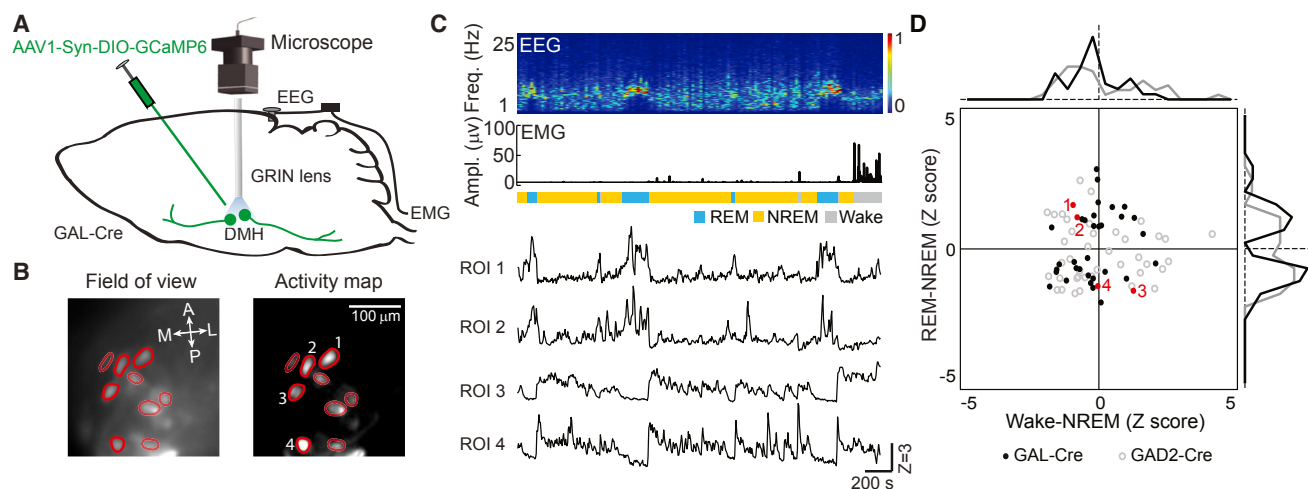 A
AAV1-Syn-DIO-GCaMP6
Microscope
EEG
GRIN lens
EMG
GAL-Cre
DMH
B
Field of view
Activity map
A
M L
P
100 μm
1
2
3
4
C
Freq. (Hz)
25
1
EEG
1
0
Ampl. (μv)
100
50
0
EMG
REM NREM Wake
ROI 1
ROI 2
ROI 3
ROI 4
Z=3
200 s
D
REM-NREM (Z score)
5
0
-5
1
2
4
3
-5 0 5
Wake-NREM (Z score)
GAL-Cre GAD2-Cre